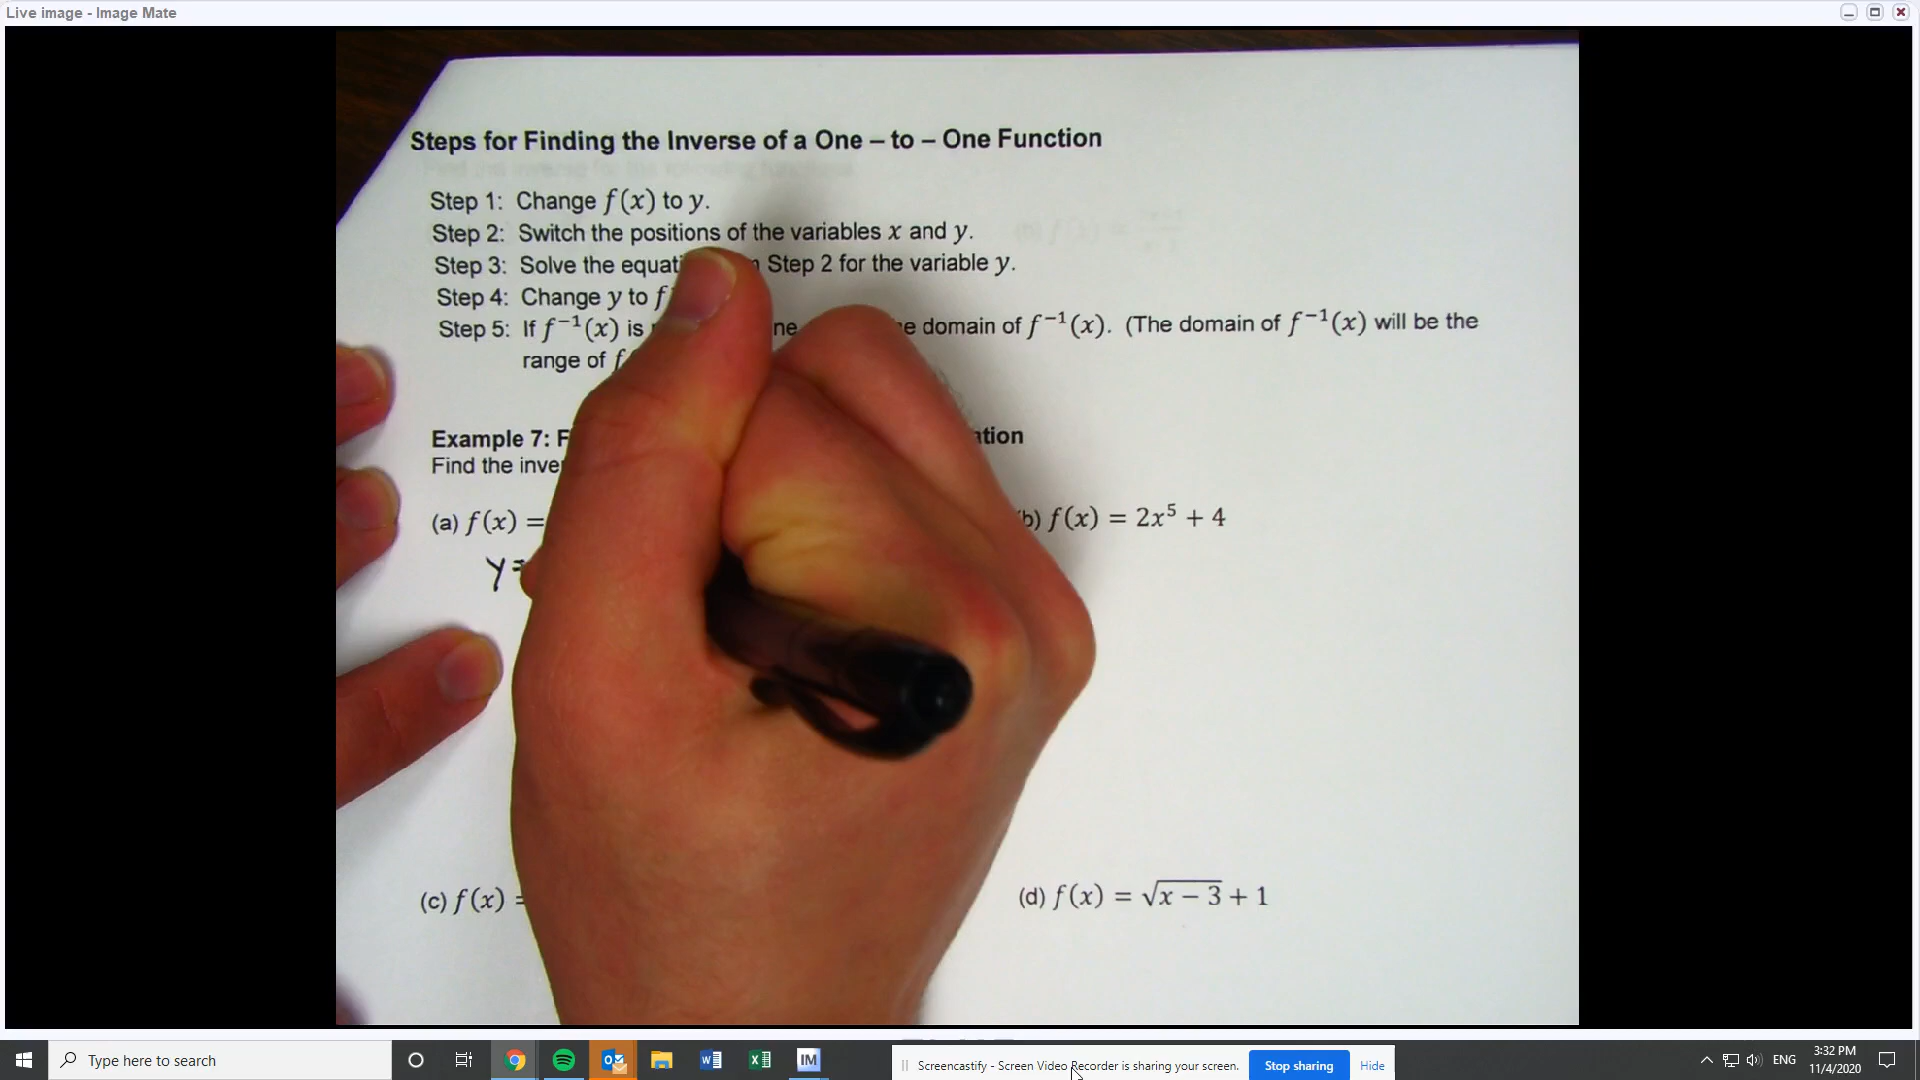 Live image - Image Mate
Steps for Finding the Inverse of a One – to – One Function
Step 1: Change f(x) to y.
Step 2: Switch the positions of the variables x and y.
Step 3: Solve the Step 2 for the variable y.
Step 4: Change y to
Step 5: If f⁻¹(x) is domain of f⁻¹(x). (The domain of f⁻¹(x) will be the
range of
Example 7:
Find the
(a) f(x) =
(b) f(x) = 2x⁵ + 4
y=
(c) f(x) =
(d) f(x) = √(x − 3) + 1
Type here to search
Screencastify - Screen Video Recorder is sharing your screen.
Stop sharing
Hide
ENG
3:32 PM
11/4/2020